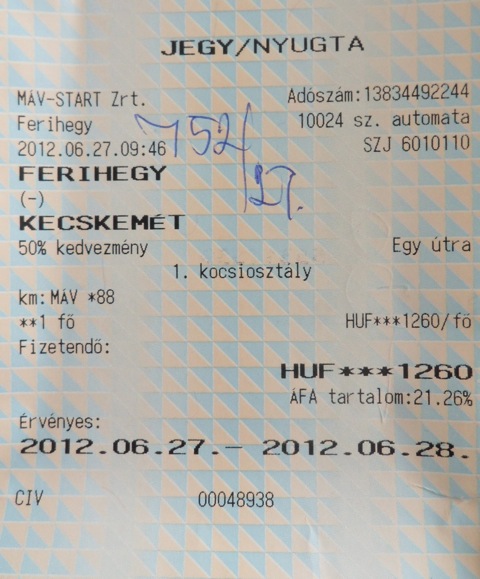 JEGY/NYUGTA
MÁV-START Zrt. Adószám:13834492244
Ferihegy 10024 sz. automata
2012.06.27.09:46 SZJ 6010110
752/
27.
FERIHEGY
(-)
KECSKEMÉT
50% kedvezmény Egy útra
1. kocsiosztály
km:MÁV *88
**1 fő HUF***1260/fő
Fizetendő:
HUF***1260
ÁFA tartalom:21.26%
Érvényes:
2012.06.27.– 2012.06.28.
CIV 00048938